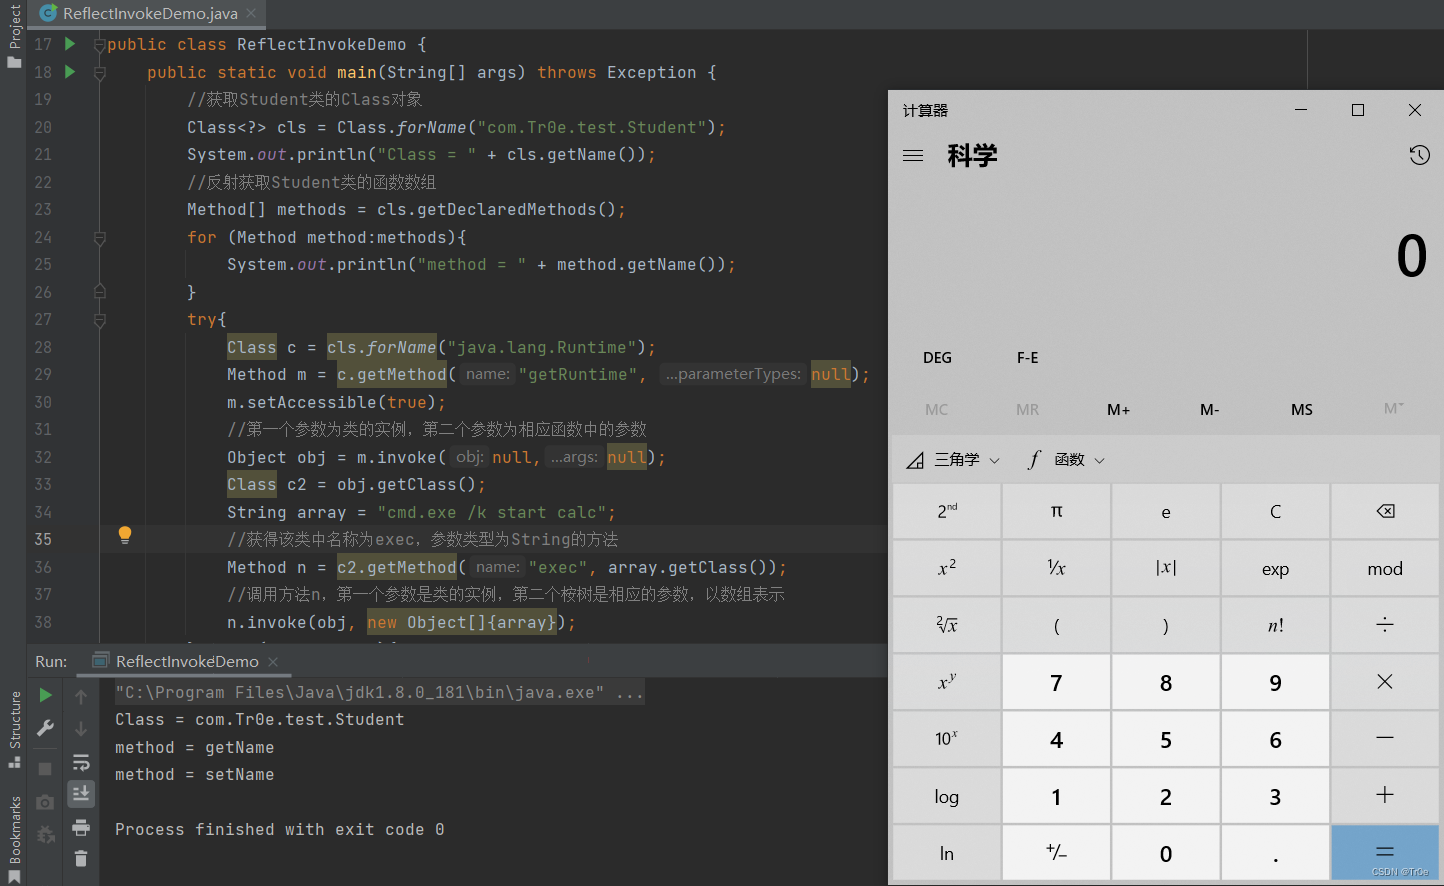 Project
ReflectInvokeDemo.java
17 public class ReflectInvokeDemo {
18 public static void main(String[] args) throws Exception {
19 //获取Student类的Class对象
20 Class<?> cls = Class.forName("com.Tr0e.test.Student");
21 System.out.println("Class = " + cls.getName());
22 //反射获取Student类的函数数组
23 Method[] methods = cls.getDeclaredMethods();
24 for (Method method:methods){
25 System.out.println("method = " + method.getName());
26 }
27 try{
28 Class c = cls.forName("java.lang.Runtime");
29 Method m = c.getMethod( name: "getRuntime", ...parameterTypes: null);
30 m.setAccessible(true);
31 //第一个参数为类的实例，第二个参数为相应函数中的参数
32 Object obj = m.invoke( obj: null, ...args: null);
33 Class c2 = obj.getClass();
34 String array = "cmd.exe /k start calc";
35 //获得该类中名称为exec，参数类型为String的方法
36 Method n = c2.getMethod( name: "exec", array.getClass());
37 //调用方法n，第一个参数是类的实例，第二个桉树是相应的参数，以数组表示
38 n.invoke(obj, new Object[]{array});
Run: ReflectInvokeDemo
"C:\Program Files\Java\jdk1.8.0_181\bin\java.exe" ...
Class = com.Tr0e.test.Student
method = getName
method = setName
Process finished with exit code 0
Structure
Bookmarks
计算器
科学
0
DEG F-E
MC MR M+ M- MS M˅
三角学 f 函数
2nd π e C
x² ¹/x |x| exp mod
²√x ( ) n! ÷
xʸ 7 8 9 ×
10ˣ 4 5 6 −
log 1 2 3 +
ln +/− 0 . =
CSDN @Tr0e